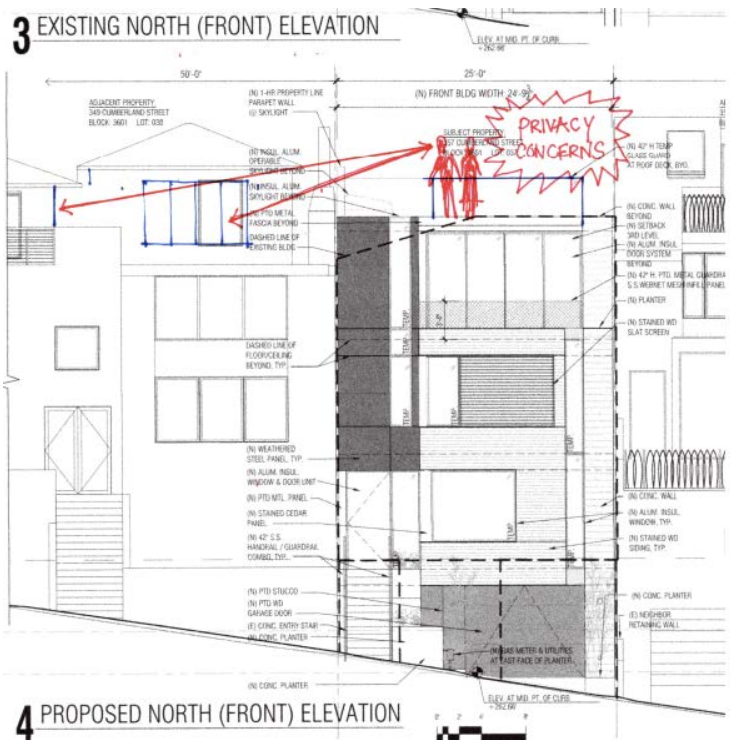 3 EXISTING NORTH (FRONT) ELEVATION
ELEV. AT MID. PT. OF CURB
50'-0"
25'-0"
(N) FRONT BLDG WIDTH:
ADJACENT PROPERTY
349 CUMBERLAND STREET
BLOCK: 3601 LOT: 038
(N) 1-HR PROPERTY LINE
PARAPET WALL
@ SKYLIGHT
SUBJECT PROPERTY
PRIVACY
CONCERNS
(N) 42" H TEMP
GLASS GUARD
AT ROOF DECK, BYD.
(N) INSUL. ALUM.
OPERABLE
SKYLIGHT BEYOND
(N) INSUL. ALUM.
SKYLIGHT BEYOND
(N) PTD METAL
FASCIA BEYOND
DASHED LINE OF
EXISTING BLDG
(N) CONC. WALL
BEYOND
(N) SETBACK
3RD LEVEL
(N) ALUM. INSUL.
DOOR SYSTEM
BEYOND
(N) 42" H. PTD. METAL GUARDRA
S.S WEBNET MESH INFILL PANEL
(N) PLANTER
(N) STAINED WD
SLAT SCREEN
TEMP
TEMP
DASHED LINE OF
FLOOR/CEILING
BEYOND, TYP.
TEMP
TEMP
(N) WEATHERED
STEEL PANEL, TYP.
(N) ALUM. INSUL.
WINDOW & DOOR UNIT
(N) PTD MTL. PANEL
(N) STAINED CEDAR
PANEL
(N) 42" S.S.
HANDRAIL / GUARDRAIL
COMBO, TYP.
TEMP
TEMP
TEMP
(N) CONC. WALL
(N) ALUM. INSUL.
WINDOW, TYP.
(N) STAINED WD
SIDING, TYP
(N) PTD STUCCO
(N) PTD WD
GARAGE DOOR
(E) CONC. ENTRY STAIR
(N) CONC. PLANTER
(N) CONC. PLANTER
(E) NEIGHBOR
RETAINING WALL
(N) GAS METER & UTILITIES
AT EAST FACE OF PLANTER
(N) CONC. PLANTER
ELEV. AT MID. PT. OF CURB
4 PROPOSED NORTH (FRONT) ELEVATION